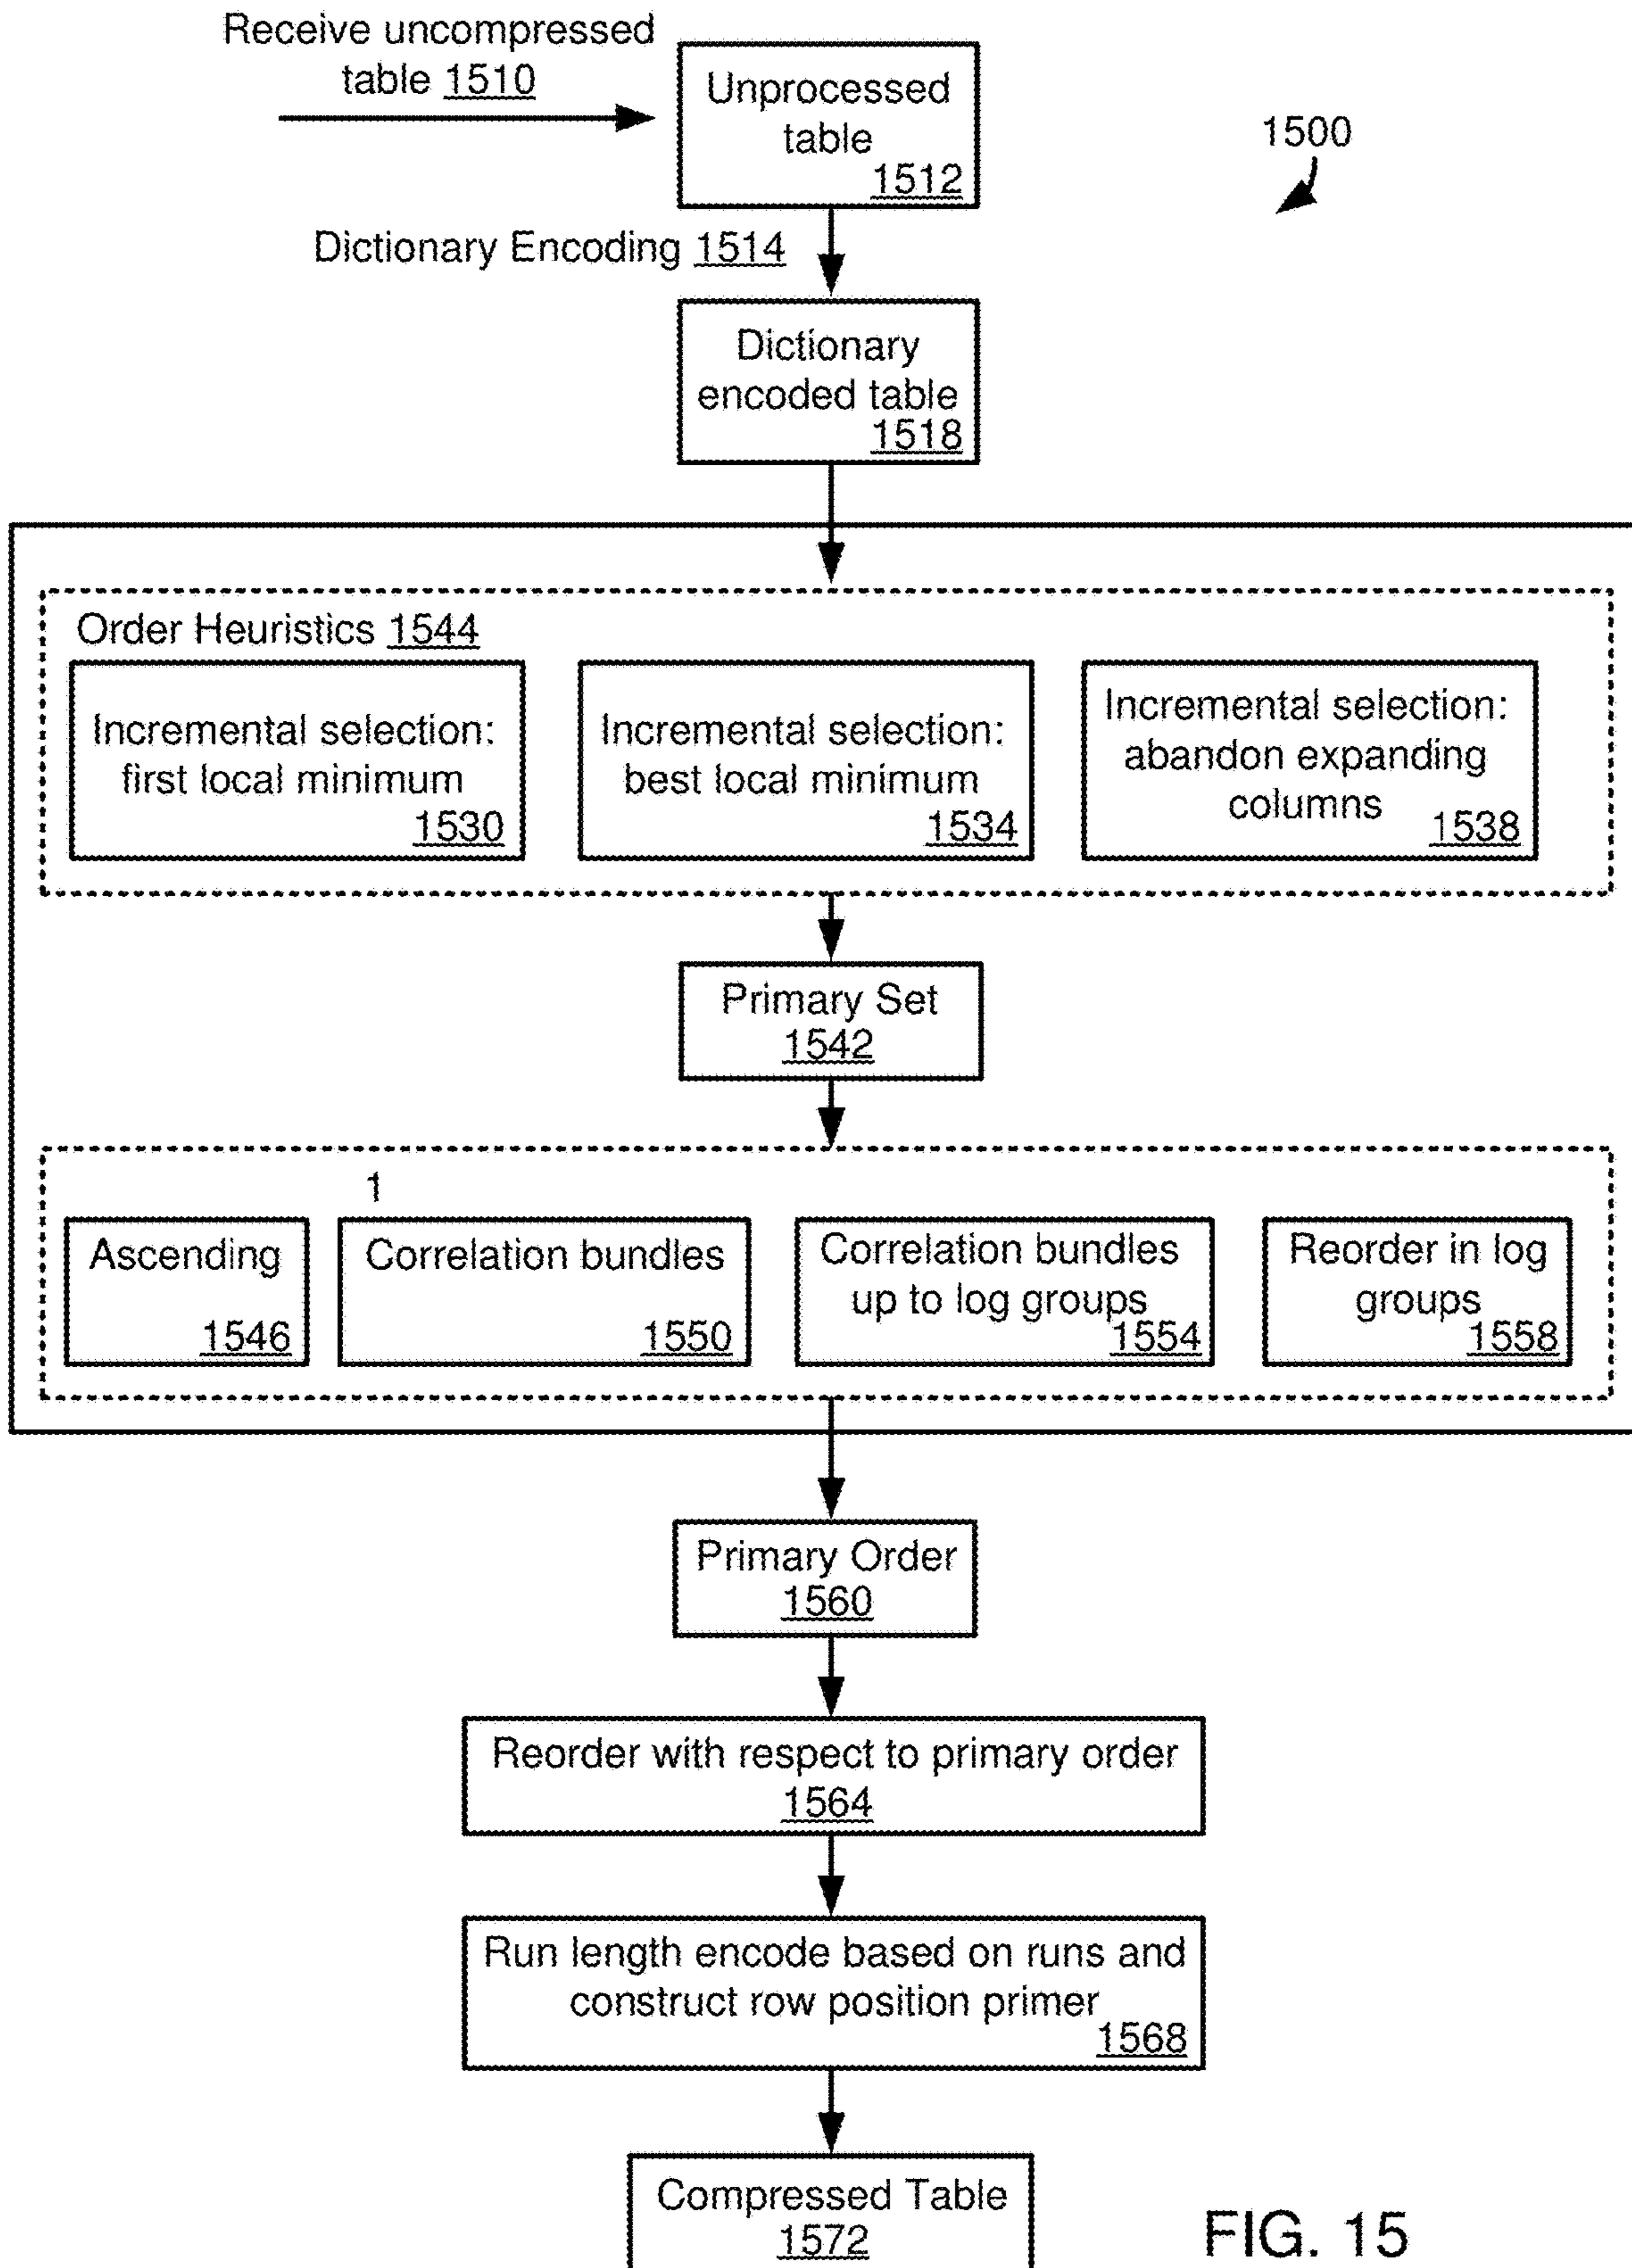 Receive uncompressed
table 1510
Unprocessed
table
1512
1500
Dictionary Encoding 1514
Dictionary
encoded table
1518
Order Heuristics 1544
Incremental selection:
first local minimum
1530
Incremental selection:
best local minimum
1534
Incremental selection:
abandon expanding
columns
1538
Primary Set
1542
1
Ascending
1546
Correlation bundles
1550
Correlation bundles
up to log groups
1554
Reorder in log
groups
1558
Primary Order
1560
Reorder with respect to primary order
1564
Run length encode based on runs and
construct row position primer
1568
Compressed Table
1572
FIG. 15